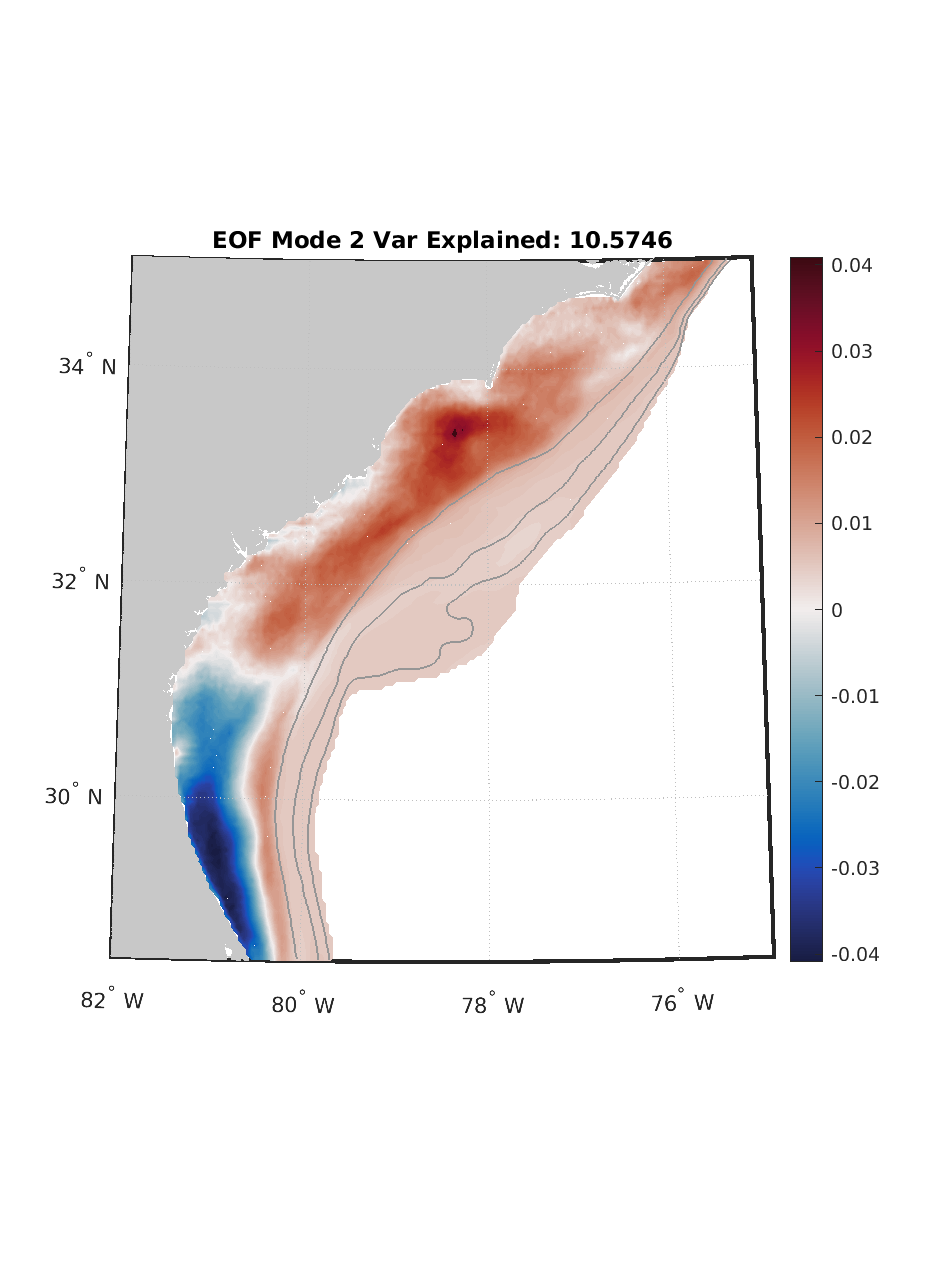 EOF Mode 2 Var Explained: 10.5746
34° N
32° N
30° N
82° W
80° W
78° W
76° W
0.04
0.03
0.02
0.01
0
-0.01
-0.02
-0.03
-0.04